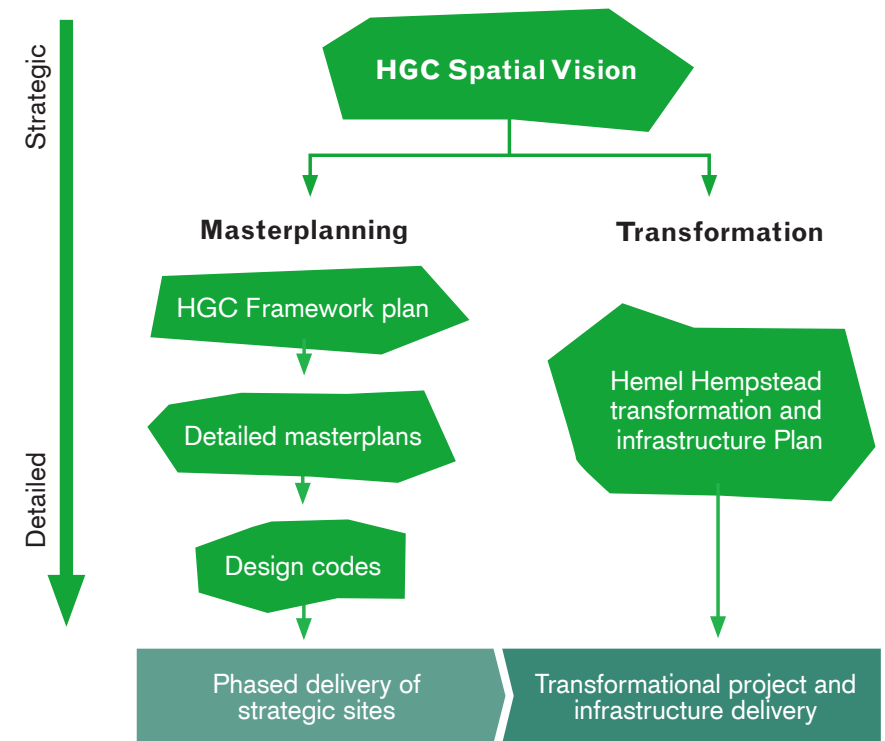 Strategic
Detailed
HGC Spatial Vision
Masterplanning
HGC Framework plan
Detailed masterplans
Design codes
Phased delivery of
strategic sites
Transformation
Hemel Hempstead
transformation and
infrastructure Plan
Transformational project and
infrastructure delivery